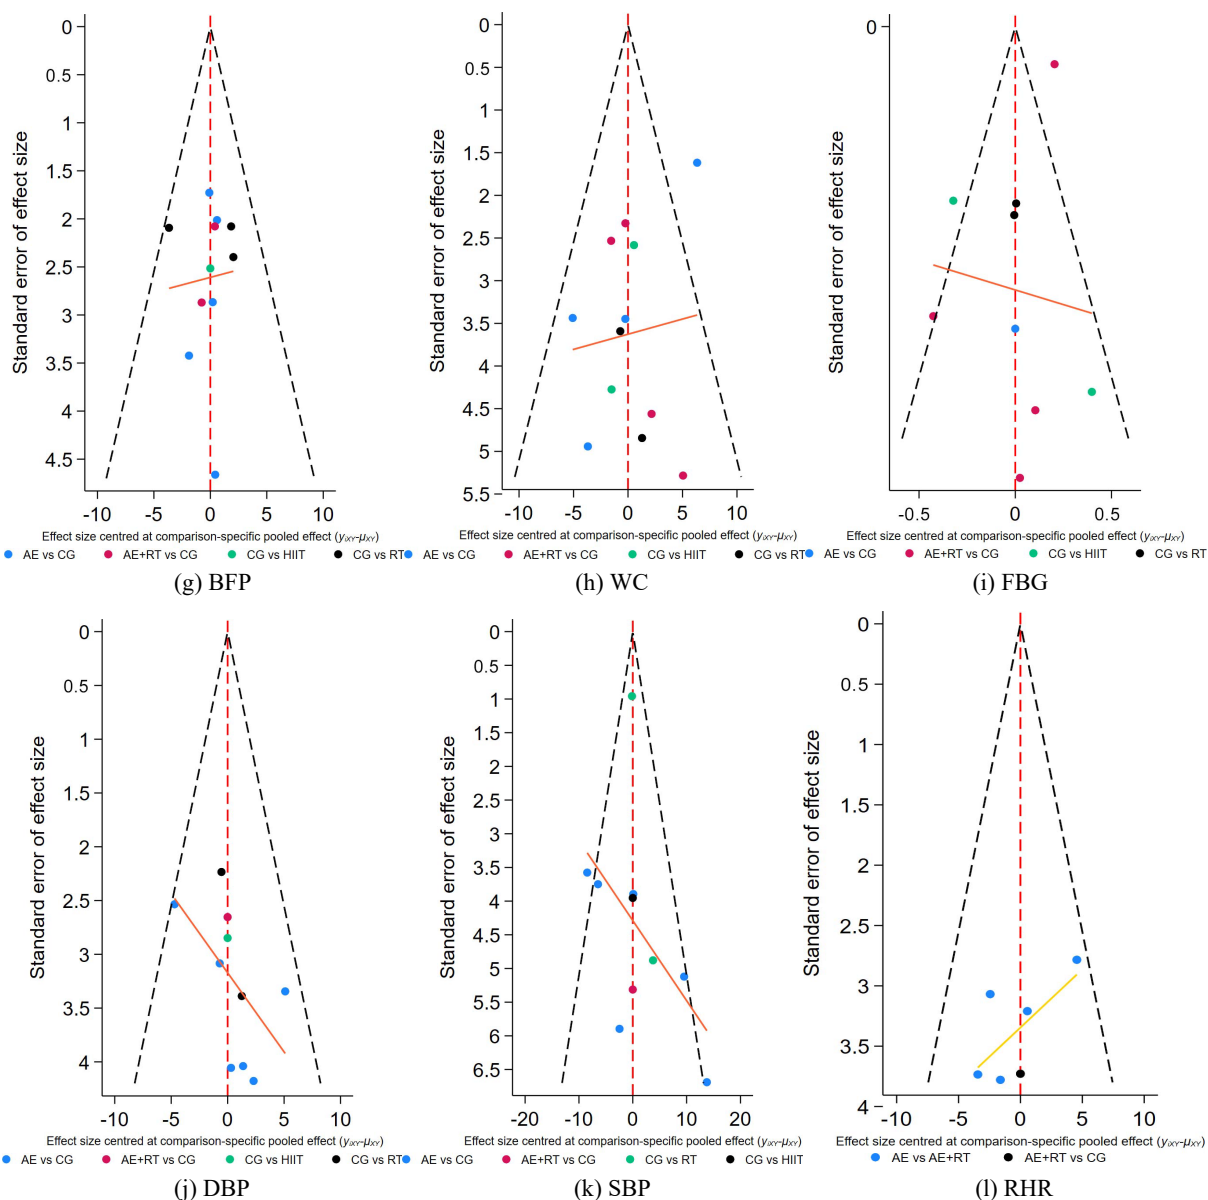 0
0.5
1
1.5
2
2.5
3
3.5
4
4.5
Standard error of effect size
-10 -5 0 5 10
Effect size centred at comparison-specific pooled effect (yiXY-μXY)
AE vs CG AE+RT vs CG CG vs HIIT CG vs RT
(g) BFP
0
0.5
1
1.5
2
2.5
3
3.5
4
4.5
5
5.5
Standard error of effect size
-10 -5 0 5 10
Effect size centred at comparison-specific pooled effect (yiXY-μXY)
AE vs CG AE+RT vs CG CG vs HIIT CG vs RT
(h) WC
0
Standard error of effect size
-0.5 0 0.5
Effect size centred at comparison-specific pooled effect (yiXY-μXY)
AE vs CG AE+RT vs CG CG vs HIIT CG vs RT
(i) FBG
0
0.5
1
1.5
2
2.5
3
3.5
4
Standard error of effect size
-10 -5 0 5 10
Effect size centred at comparison-specific pooled effect (yiXY-μXY)
AE vs CG AE+RT vs CG CG vs HIIT CG vs RT
(j) DBP
0
0.5
1
1.5
2
2.5
3
3.5
4
4.5
5
5.5
6
6.5
Standard error of effect size
-20 -10 0 10 20
Effect size centred at comparison-specific pooled effect (yiXY-μXY)
AE vs CG AE+RT vs CG CG vs RT CG vs HIIT
(k) SBP
0
0.5
1
1.5
2
2.5
3
3.5
4
Standard error of effect size
-10 -5 0 5 10
Effect size centred at comparison-specific pooled effect (yiXY-μXY)
AE vs AE+RT AE+RT vs CG
(l) RHR